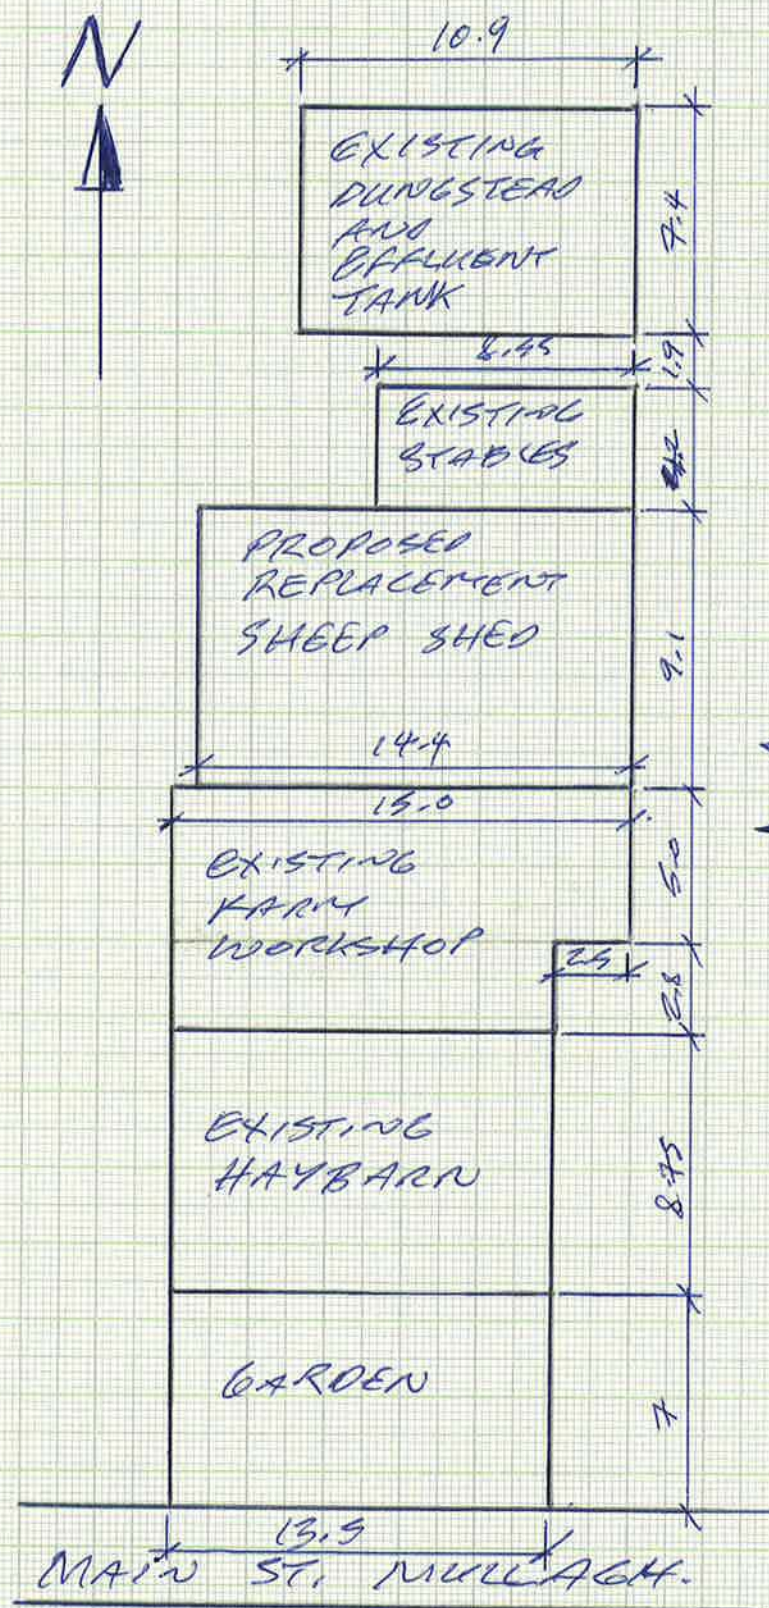 N
10.9
EXISTING
DUNGSTEAD
AND
EFFLUENT
TANK
7.4
8.45
1.9
EXISTING
STABLES
PROPOSED
REPLACEMENT
SHEEP SHED
9.1
14.4
15.0
EXISTING
FARM
WORKSHOP
5.0
2.5
2.8
EXISTING
HAYBARN
8.75
GARDEN
7
13.5
MAIN ST. MULLAGH.